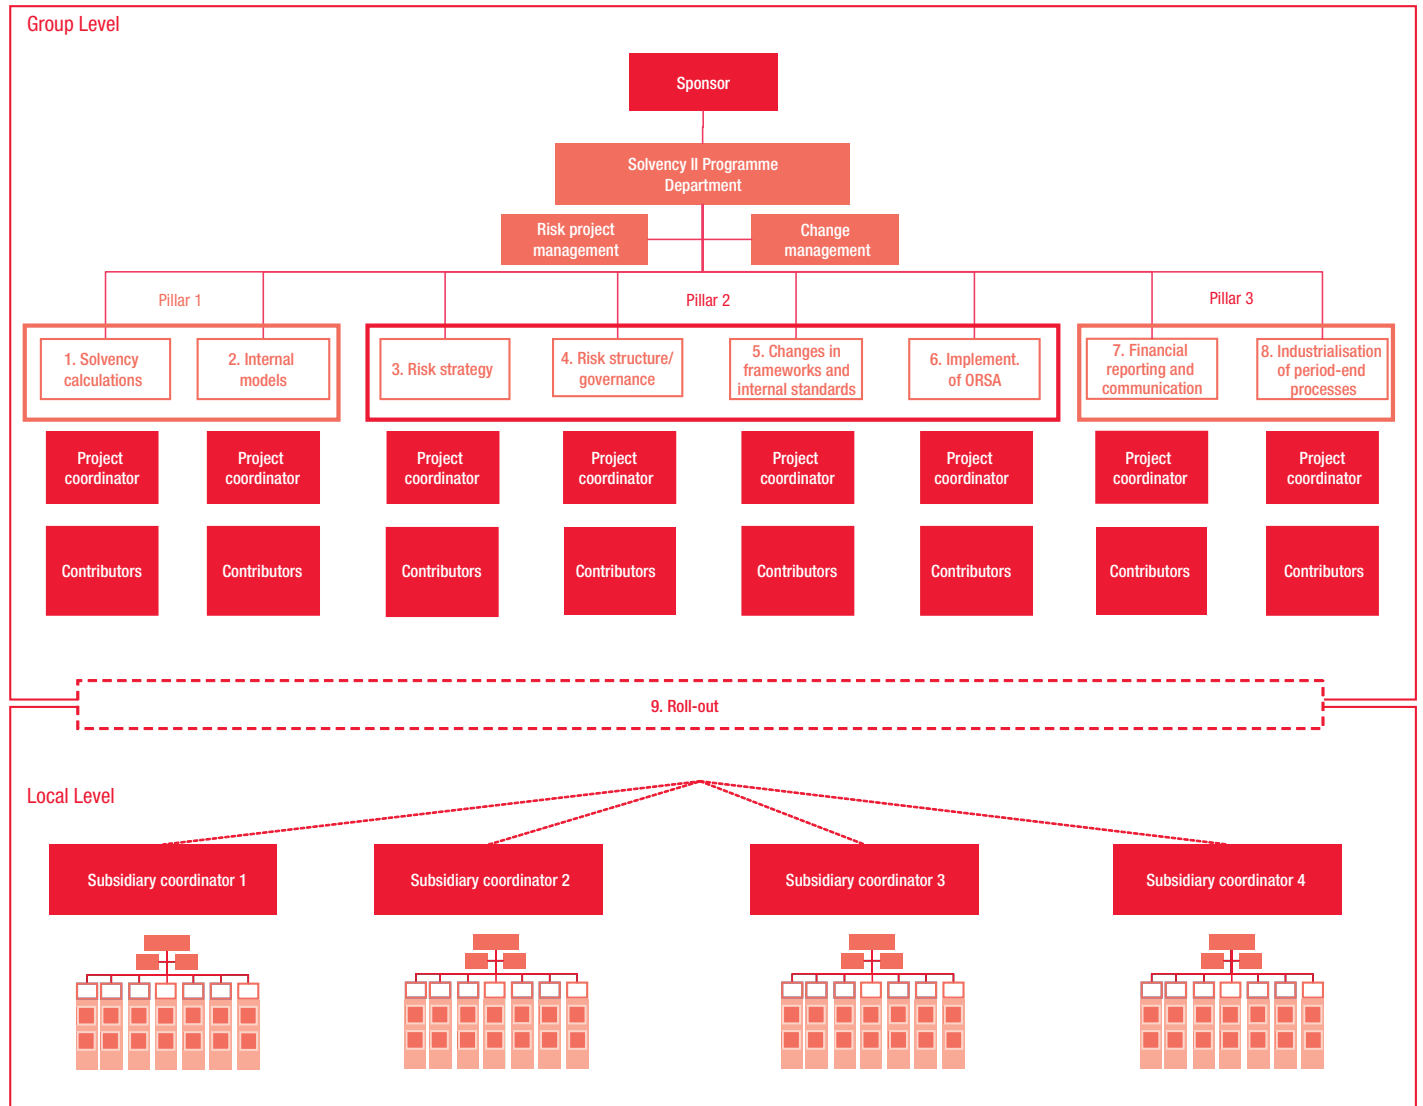 Group Level
Sponsor
Solvency II Programme
Department
Risk project
management
Change
management
Pillar 1
Pillar 2
Pillar 3
1. Solvency
calculations
2. Internal
models
3. Risk strategy
4. Risk structure/
governance
5. Changes in
frameworks and
internal standards
6. Implement.
of ORSA
7. Financial
reporting and
communication
8. Industrialisation
of period-end
processes
Project
coordinator
Project
coordinator
Project
coordinator
Project
coordinator
Project
coordinator
Project
coordinator
Project
coordinator
Project
coordinator
Contributors
Contributors
Contributors
Contributors
Contributors
Contributors
Contributors
Contributors
9. Roll-out
Local Level
Subsidiary coordinator 1
Subsidiary coordinator 2
Subsidiary coordinator 3
Subsidiary coordinator 4